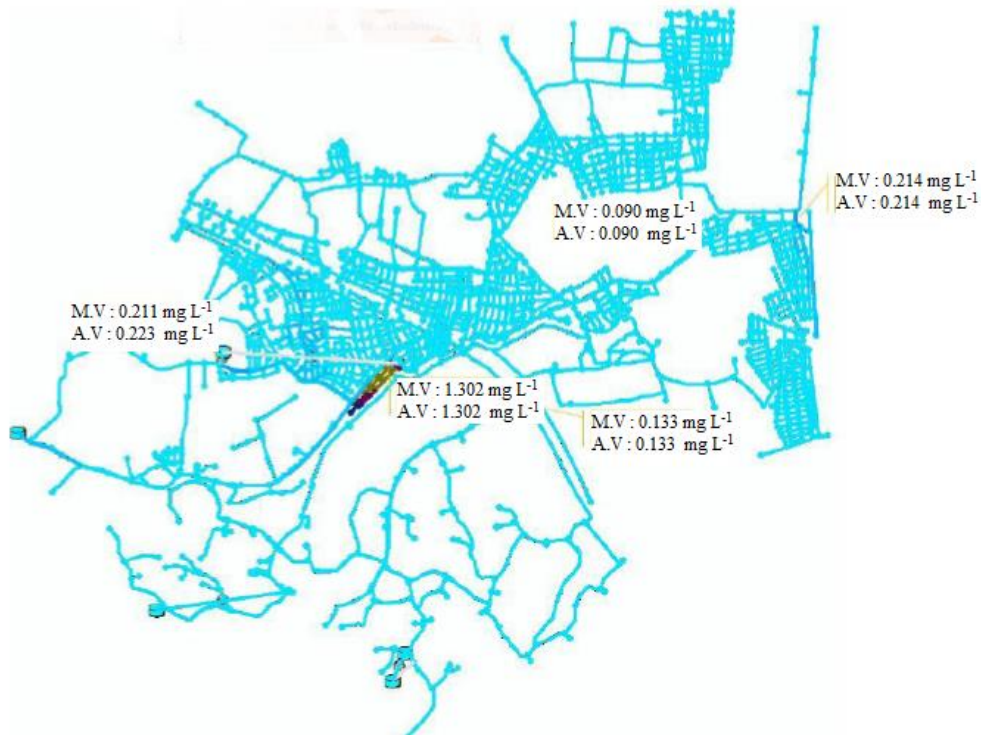 M.V : 0.214 mg L⁻¹
A.V : 0.214 mg L⁻¹
M.V : 0.090 mg L⁻¹
A.V : 0.090 mg L⁻¹
M.V : 0.211 mg L⁻¹
A.V : 0.223 mg L⁻¹
M.V : 1.302 mg L⁻¹
A.V : 1.302 mg L⁻¹
M.V : 0.133 mg L⁻¹
A.V : 0.133 mg L⁻¹